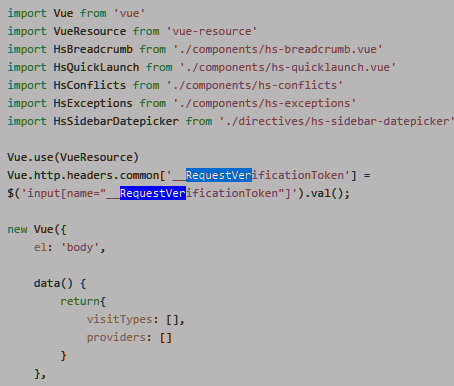 import Vue from 'vue'
import VueResource from 'vue-resource'
import HsBreadcrumb from './components/hs-breadcrumb.vue'
import HsQuickLaunch from './components/hs-quicklaunch.vue'
import HsConflicts from './components/hs-conflicts'
import HsExceptions from './components/hs-exceptions'
import HsSidebarDatepicker from './directives/hs-sidebar-datepicker'
Vue.use(VueResource)
Vue.http.headers.common['__RequestVerificationToken'] =
$('input[name="__RequestVerificationToken"]').val();
new Vue({
el: 'body',
data() {
return{
visitTypes: [],
providers: []
}
},